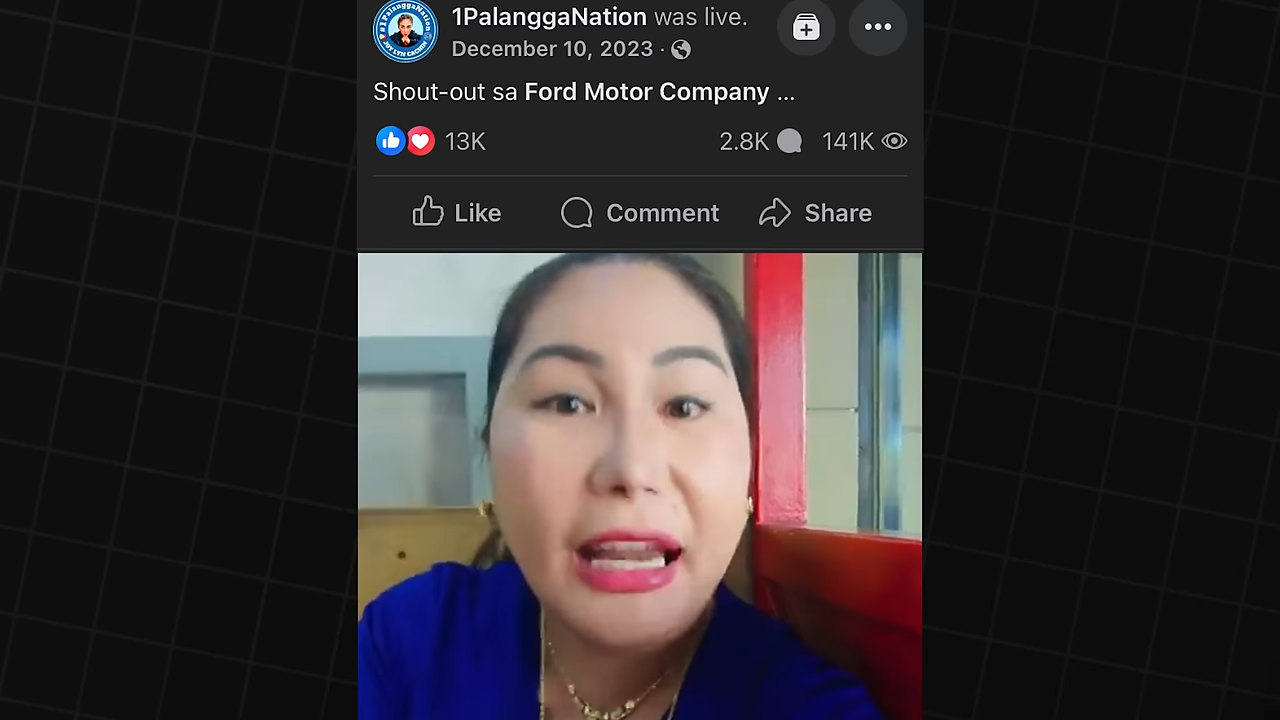 1PalanggaNation was live.
December 10, 2023 ·
Shout-out sa Ford Motor Company ...
13K
2.8K
141K
Like
Comment
Share